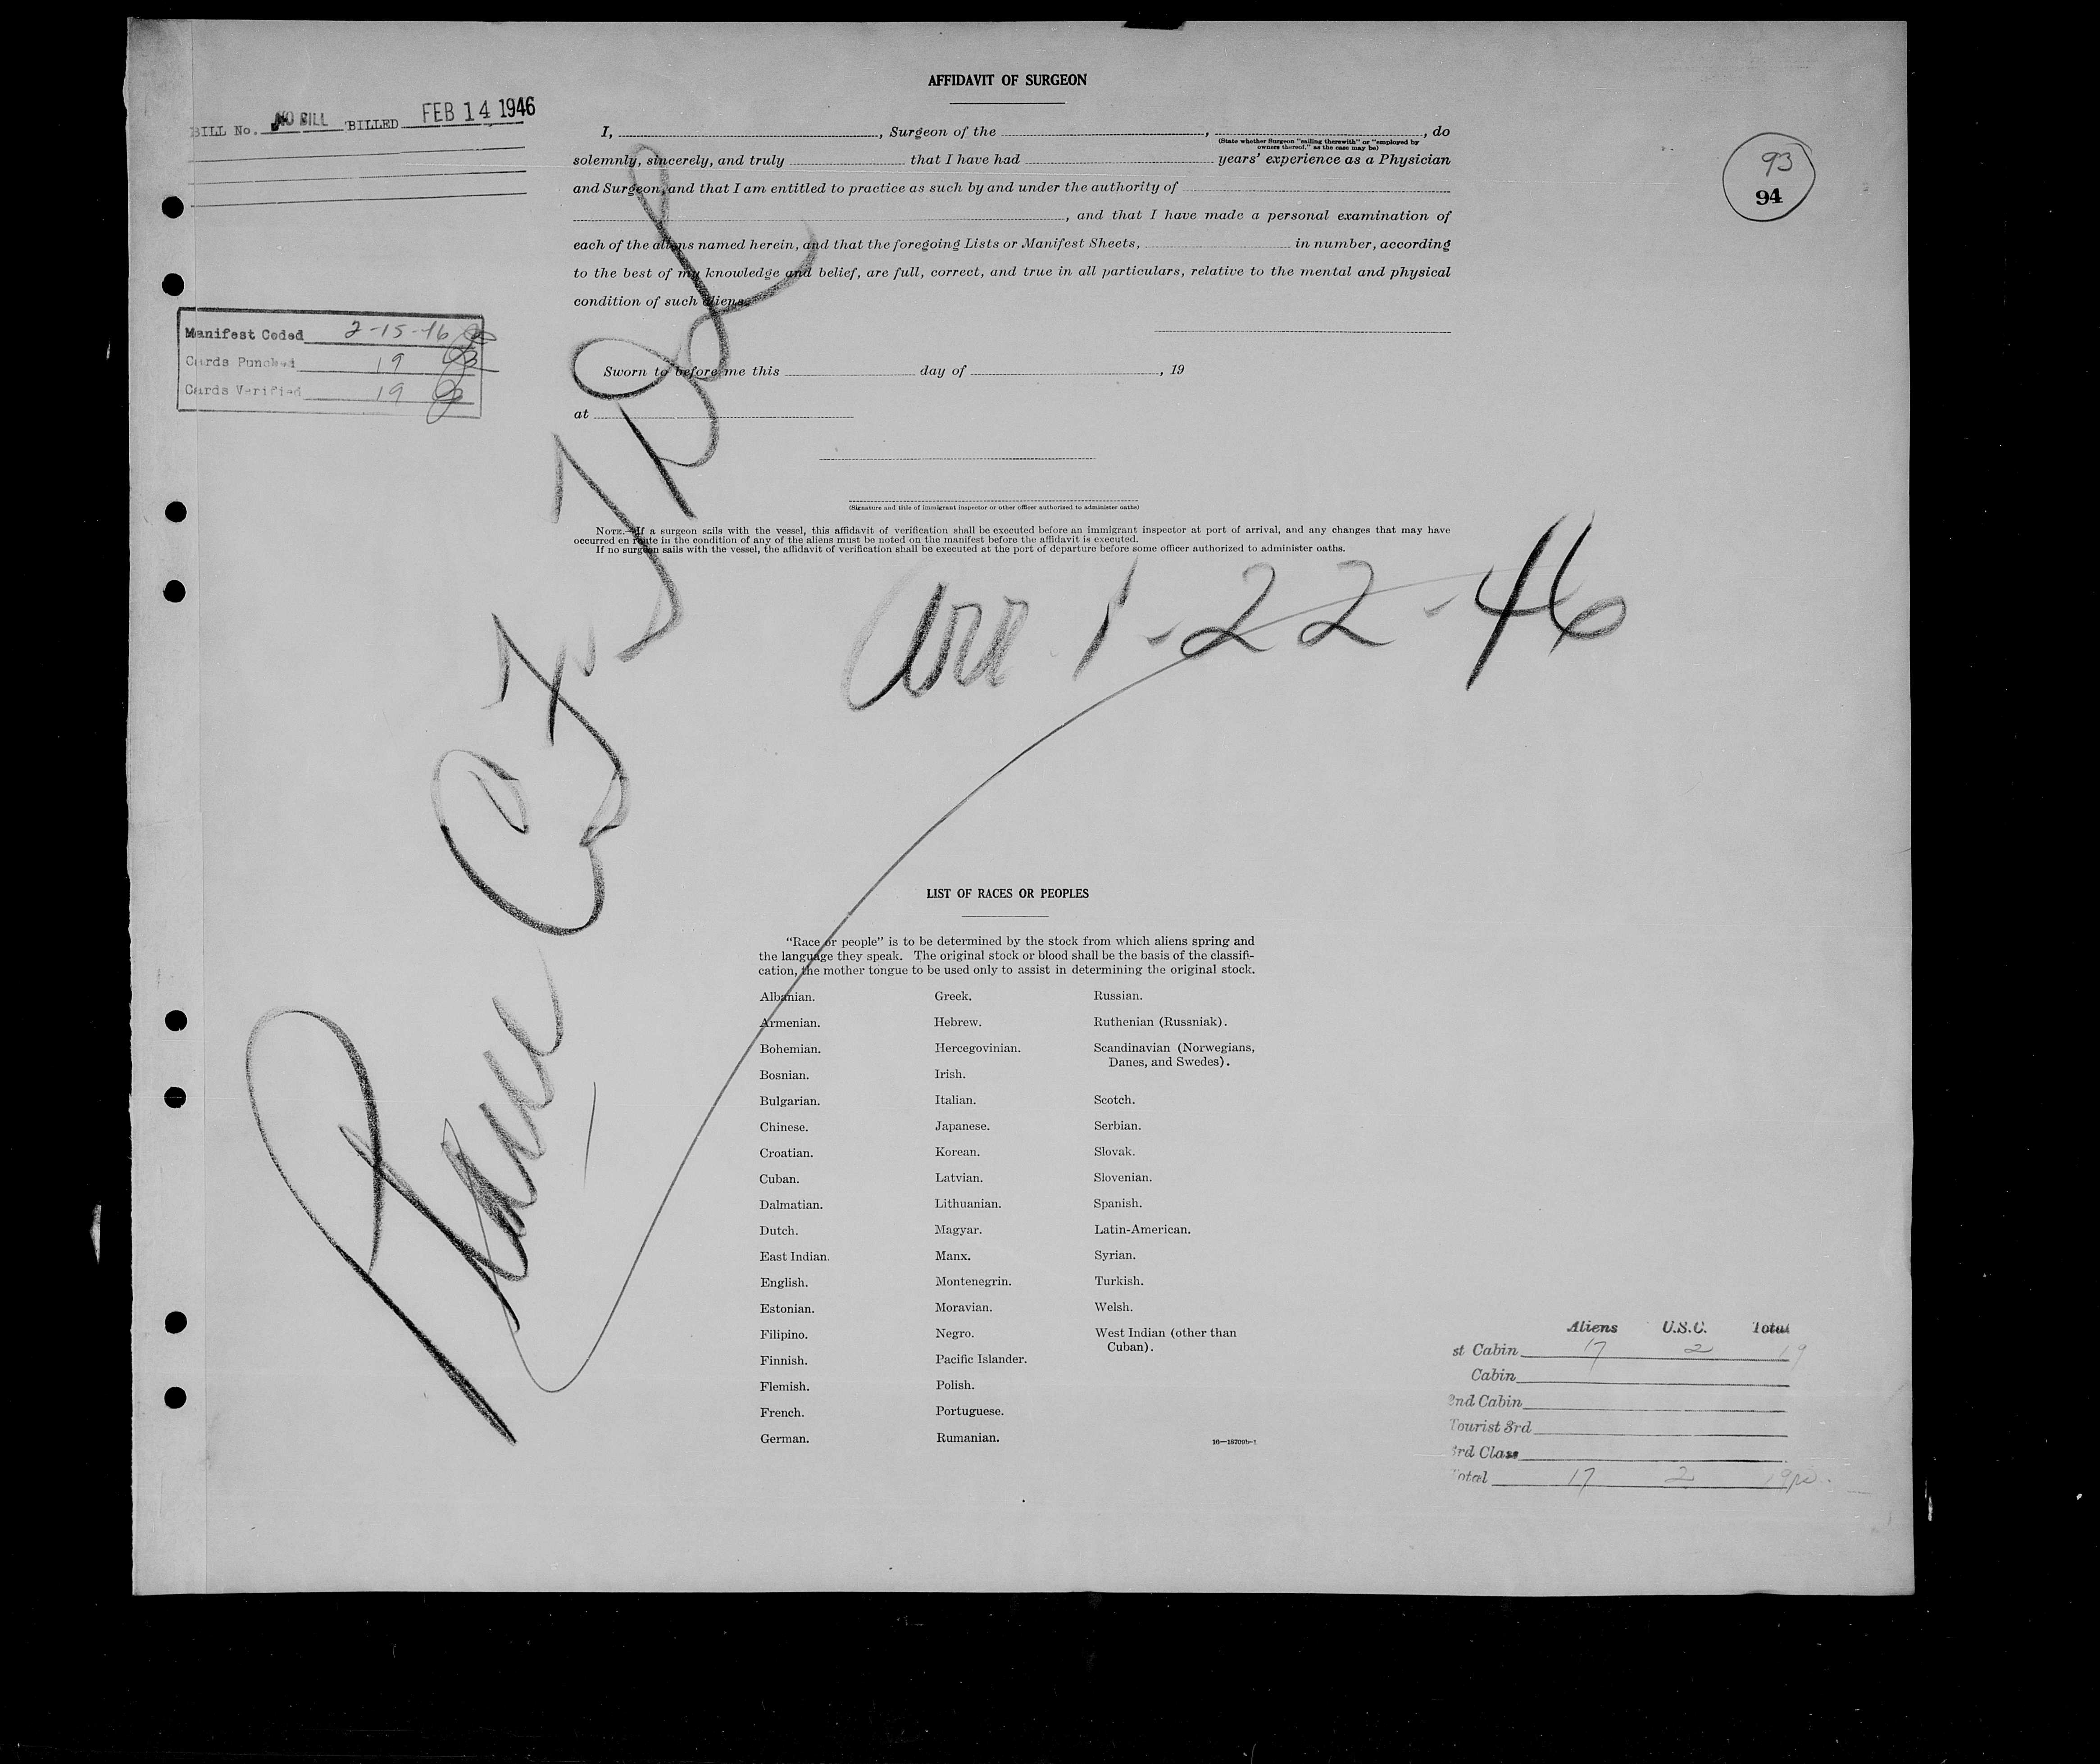 AFFIDAVIT OF SURGEON
BILL No. NO BILL BILLED FEB 14 1946
I, , Surgeon of the , , do
(State whether Surgeon "sailing therewith" or "employed by
owners thereof," as the case may be)
solemnly, sincerely, and truly that I have had years' experience as a Physician
and Surgeon, and that I am entitled to practice as such by and under the authority of
, and that I have made a personal examination of
each of the aliens named herein, and that the foregoing Lists or Manifest Sheets, in number, according
to the best of my knowledge and belief, are full, correct, and true in all particulars, relative to the mental and physical
condition of such aliens.
93
94
Manifest Coded 2-15-46
Cards Punched 19
Cards Verified 19
Sworn to before me this day of , 19
at
(Signature and title of immigrant inspector or other officer authorized to administer oaths)
NOTE.—If a surgeon sails with the vessel, this affidavit of verification shall be executed before an immigrant inspector at port of arrival, and any changes that may have
occurred en route in the condition of any of the aliens must be noted on the manifest before the affidavit is executed.
If no surgeon sails with the vessel, the affidavit of verification shall be executed at the port of departure before some officer authorized to administer oaths.
Plane
Arr 1-22-46
LIST OF RACES OR PEOPLES
"Race or people" is to be determined by the stock from which aliens spring and
the language they speak. The original stock or blood shall be the basis of the classifi-
cation, the mother tongue to be used only to assist in determining the original stock.
Albanian.
Armenian.
Bohemian.
Bosnian.
Bulgarian.
Chinese.
Croatian.
Cuban.
Dalmatian.
Dutch.
East Indian.
English.
Estonian.
Filipino.
Finnish.
Flemish.
French.
German.
Greek.
Hebrew.
Hercegovinian.
Irish.
Italian.
Japanese.
Korean.
Latvian.
Lithuanian.
Magyar.
Manx.
Montenegrin.
Moravian.
Negro.
Pacific Islander.
Polish.
Portuguese.
Rumanian.
Russian.
Ruthenian (Russniak).
Scandinavian (Norwegians,
Danes, and Swedes).
Scotch.
Serbian.
Slovak.
Slovenian.
Spanish.
Latin-American.
Syrian.
Turkish.
Welsh.
West Indian (other than
Cuban).
Aliens U.S.C. Total
st Cabin 17 2 19
Cabin
2nd Cabin
Tourist 3rd
3rd Class
Total 17 2 19